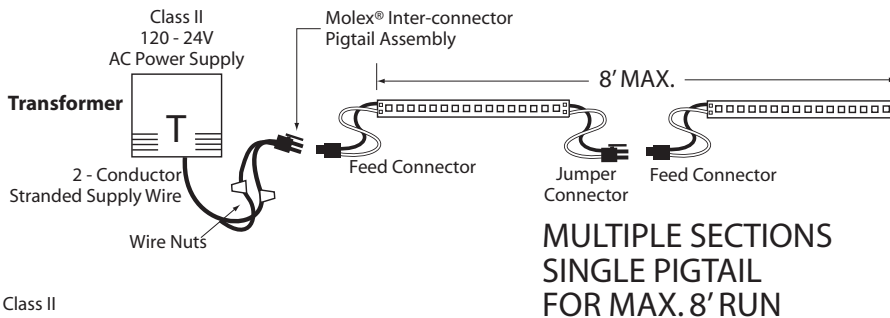 Class II
120 - 24V
AC Power Supply
Molex® Inter-connector
Pigtail Assembly
8' MAX.
Transformer
T
2 - Conductor
Stranded Supply Wire
Feed Connector
Jumper
Connector
Feed Connector
Wire Nuts
MULTIPLE SECTIONS
SINGLE PIGTAIL
FOR MAX. 8' RUN
Class II